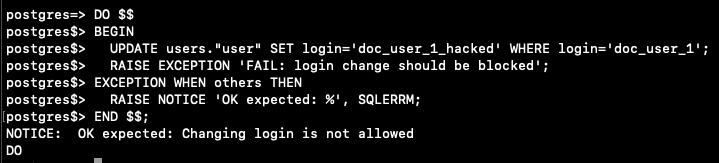 postgres=> DO $$
postgres$> BEGIN
postgres$>   UPDATE users."user" SET login='doc_user_1_hacked' WHERE login='doc_user_1';
postgres$>   RAISE EXCEPTION 'FAIL: login change should be blocked';
postgres$> EXCEPTION WHEN others THEN
postgres$>   RAISE NOTICE 'OK expected: %', SQLERRM;
postgres$> END $$;
NOTICE:  OK expected: Changing login is not allowed
DO